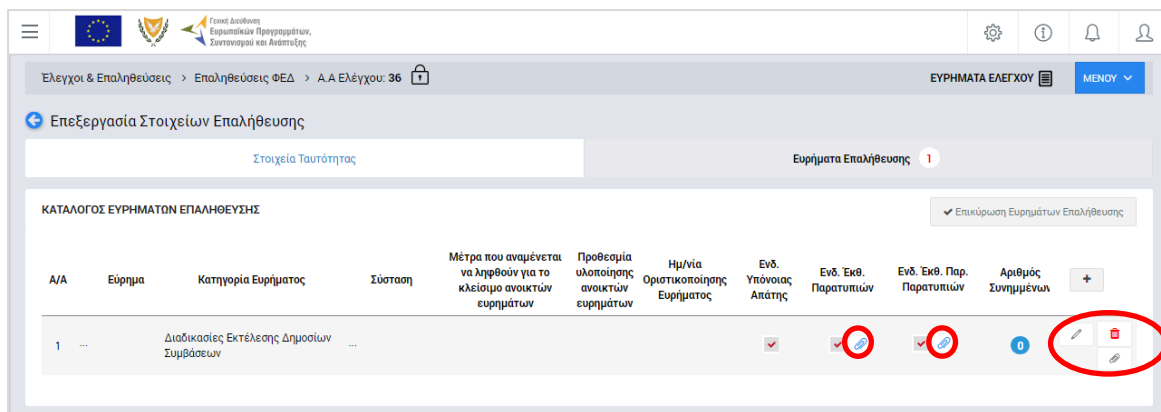 Γενική Διεύθυνση
Ευρωπαϊκών Προγραμμάτων,
Συντονισμού και Ανάπτυξης
Έλεγχοι & Επαληθεύσεις > Επαληθεύσεις ΦΕΔ > Α.Α Ελέγχου: 36
ΕΥΡΗΜΑΤΑ ΕΛΕΓΧΟΥ
ΜΕΝΟΥ
Επεξεργασία Στοιχείων Επαλήθευσης
Στοιχεία Ταυτότητας
Ευρήματα Επαλήθευσης 1
ΚΑΤΑΛΟΓΟΣ ΕΥΡΗΜΑΤΩΝ ΕΠΑΛΗΘΕΥΣΗΣ
Επικύρωση Ευρημάτων Επαλήθευσης
Α/Α
Εύρημα
Κατηγορία Ευρήματος
Σύσταση
Μέτρα που αναμένεται
να ληφθούν για το
κλείσιμο ανοικτών
ευρημάτων
Προθεσμία
υλοποίησης
ανοικτών
ευρημάτων
Ημ/νία
Οριστικοποίησης
Ευρήματος
Ενδ.
Υπόνοιας
Απάτης
Ενδ. Έκθ.
Παρατυπιών
Ενδ. Έκθ. Παρ.
Παρατυπιών
Αριθμός
Συνημμένων
+
1
...
Διαδικασίες Εκτέλεσης Δημοσίων
Συμβάσεων
...
0